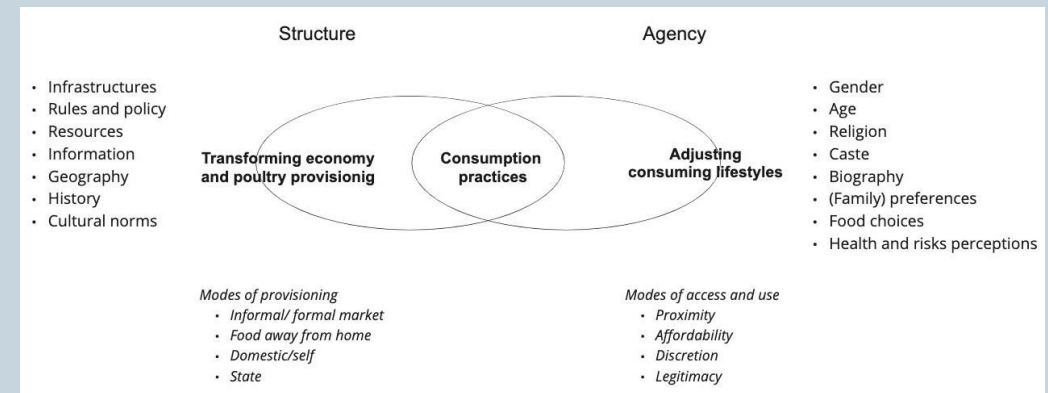 Structure
Agency
• Infrastructures
• Rules and policy
• Resources
• Information
• Geography
• History
• Cultural norms
Transforming economy
and poultry provisionig
Consumption
practices
Adjusting
consuming lifestyles
• Gender
• Age
• Religion
• Caste
• Biography
• (Family) preferences
• Food choices
• Health and risks perceptions
Modes of provisioning
• Informal/ formal market
• Food away from home
• Domestic/self
• State
Modes of access and use
• Proximity
• Affordability
• Discretion
• Legitimacy